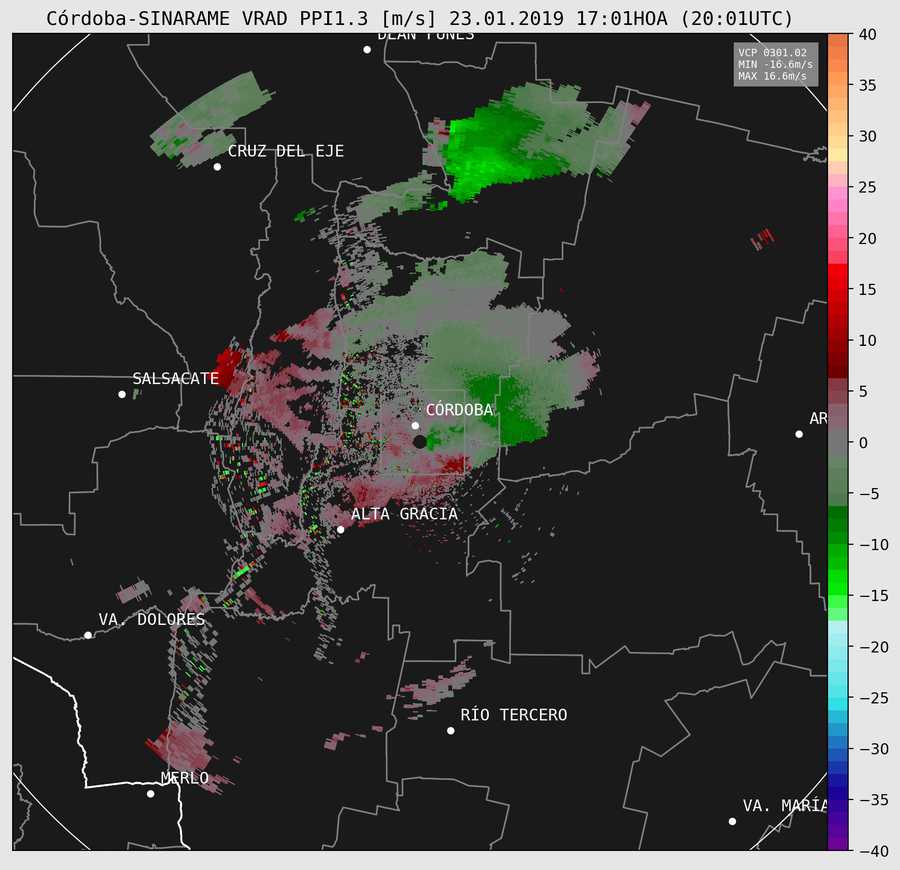 Córdoba-SINARAME VRAD PPI1.3 [m/s] 23.01.2019 17:01HOA (20:01UTC)
VCP 0301.02
MIN -16.6m/s
MAX 16.6m/s
DEÁN FUNES
CRUZ DEL EJE
SALSACATE
CÓRDOBA
AR
ALTA GRACIA
VA. DOLORES
RÍO TERCERO
MERLO
VA. MARÍA
40
35
30
25
20
15
10
5
0
−5
−10
−15
−20
−25
−30
−35
−40